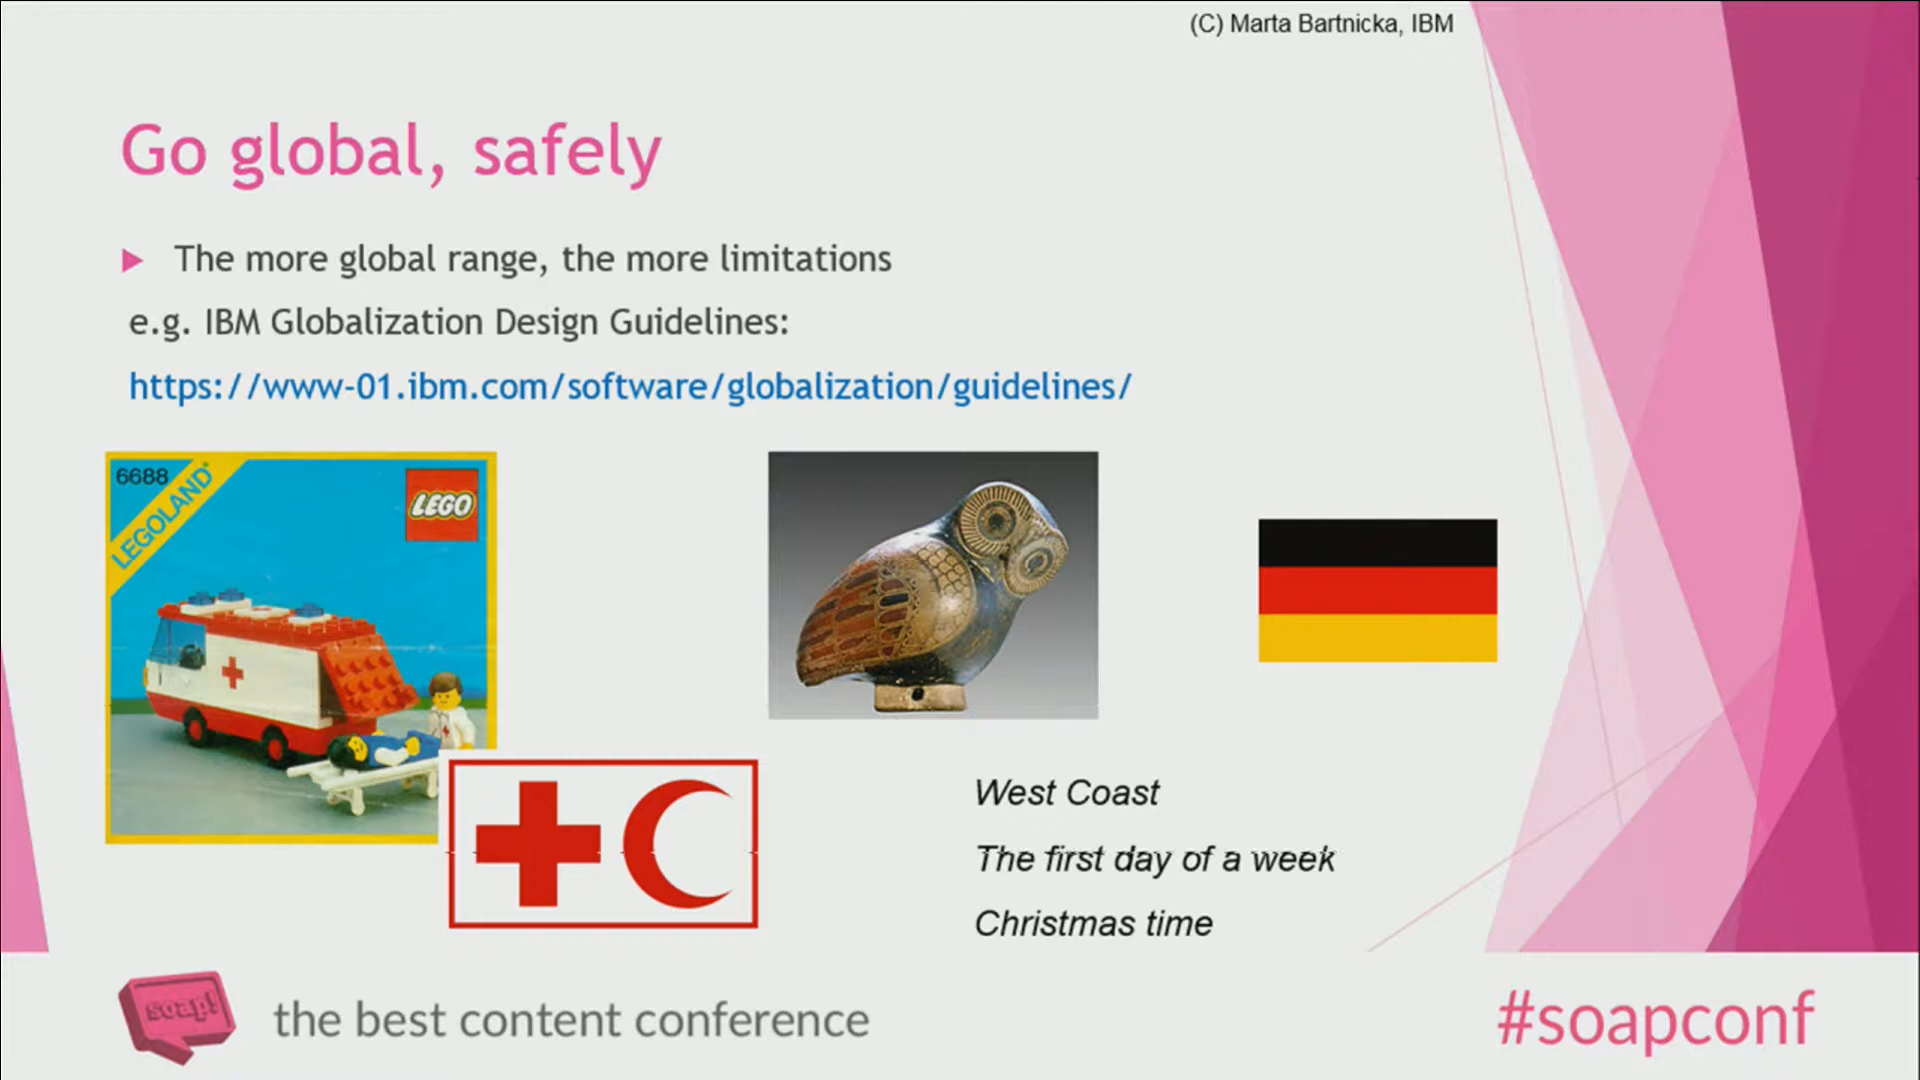 (C) Marta Bartnicka, IBM
Go global, safely
The more global range, the more limitations
e.g. IBM Globalization Design Guidelines:
https://www-01.ibm.com/software/globalization/guidelines/
6688
LEGOLAND
LEGO
West Coast
The first day of a week
Christmas time
soap!
the best content conference
#soapconf